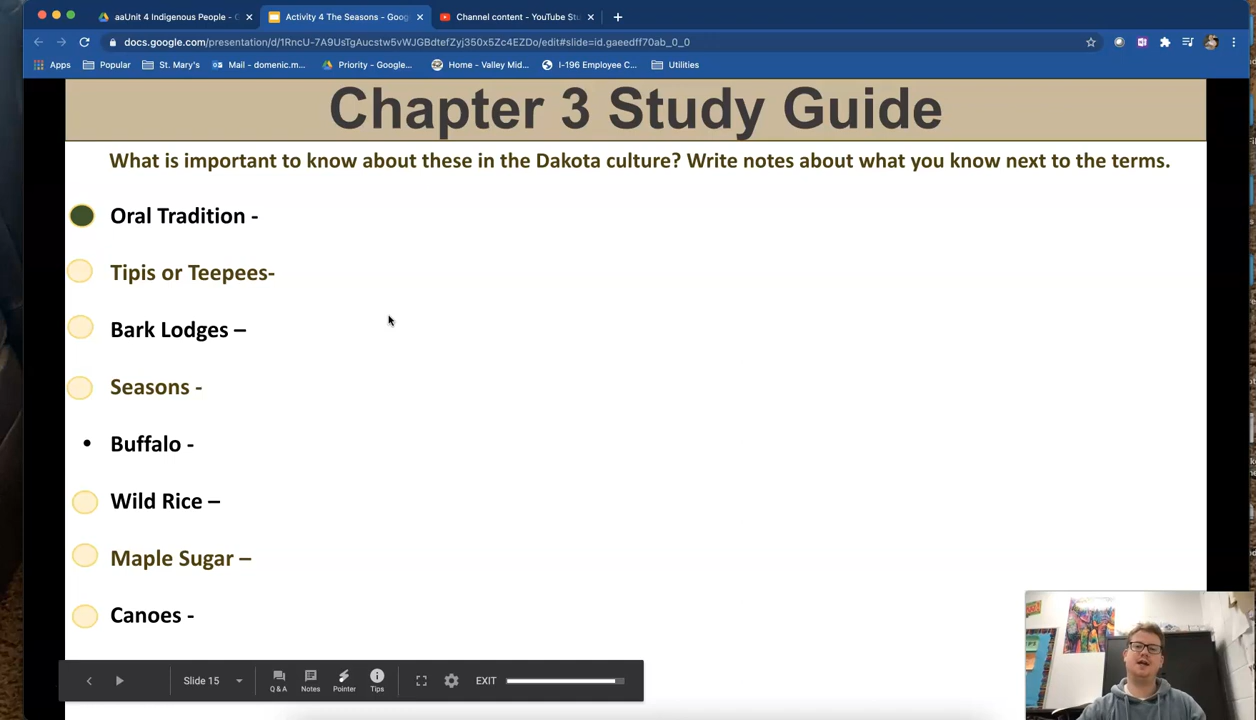 aaUnit 4 Indigenous People - G
Activity 4 The Seasons - Goog
Channel content - YouTube Stu
docs.google.com/presentation/d/1RncU-7A9UsTgAucstw5vWJGBdtefZyj350x5Zc4EZDo/edit#slide=id.gaeedff70ab_0_0
Apps Popular St. Mary's Mail - domenic.m... Priority - Google... Home - Valley Mid... I-196 Employee C... Utilities
Chapter 3 Study Guide
What is important to know about these in the Dakota culture? Write notes about what you know next to the terms.
Oral Tradition -
Tipis or Teepees-
Bark Lodges –
Seasons -
• Buffalo -
Wild Rice –
Maple Sugar –
Canoes -
Slide 15
Q & A Notes Pointer Tips
EXIT